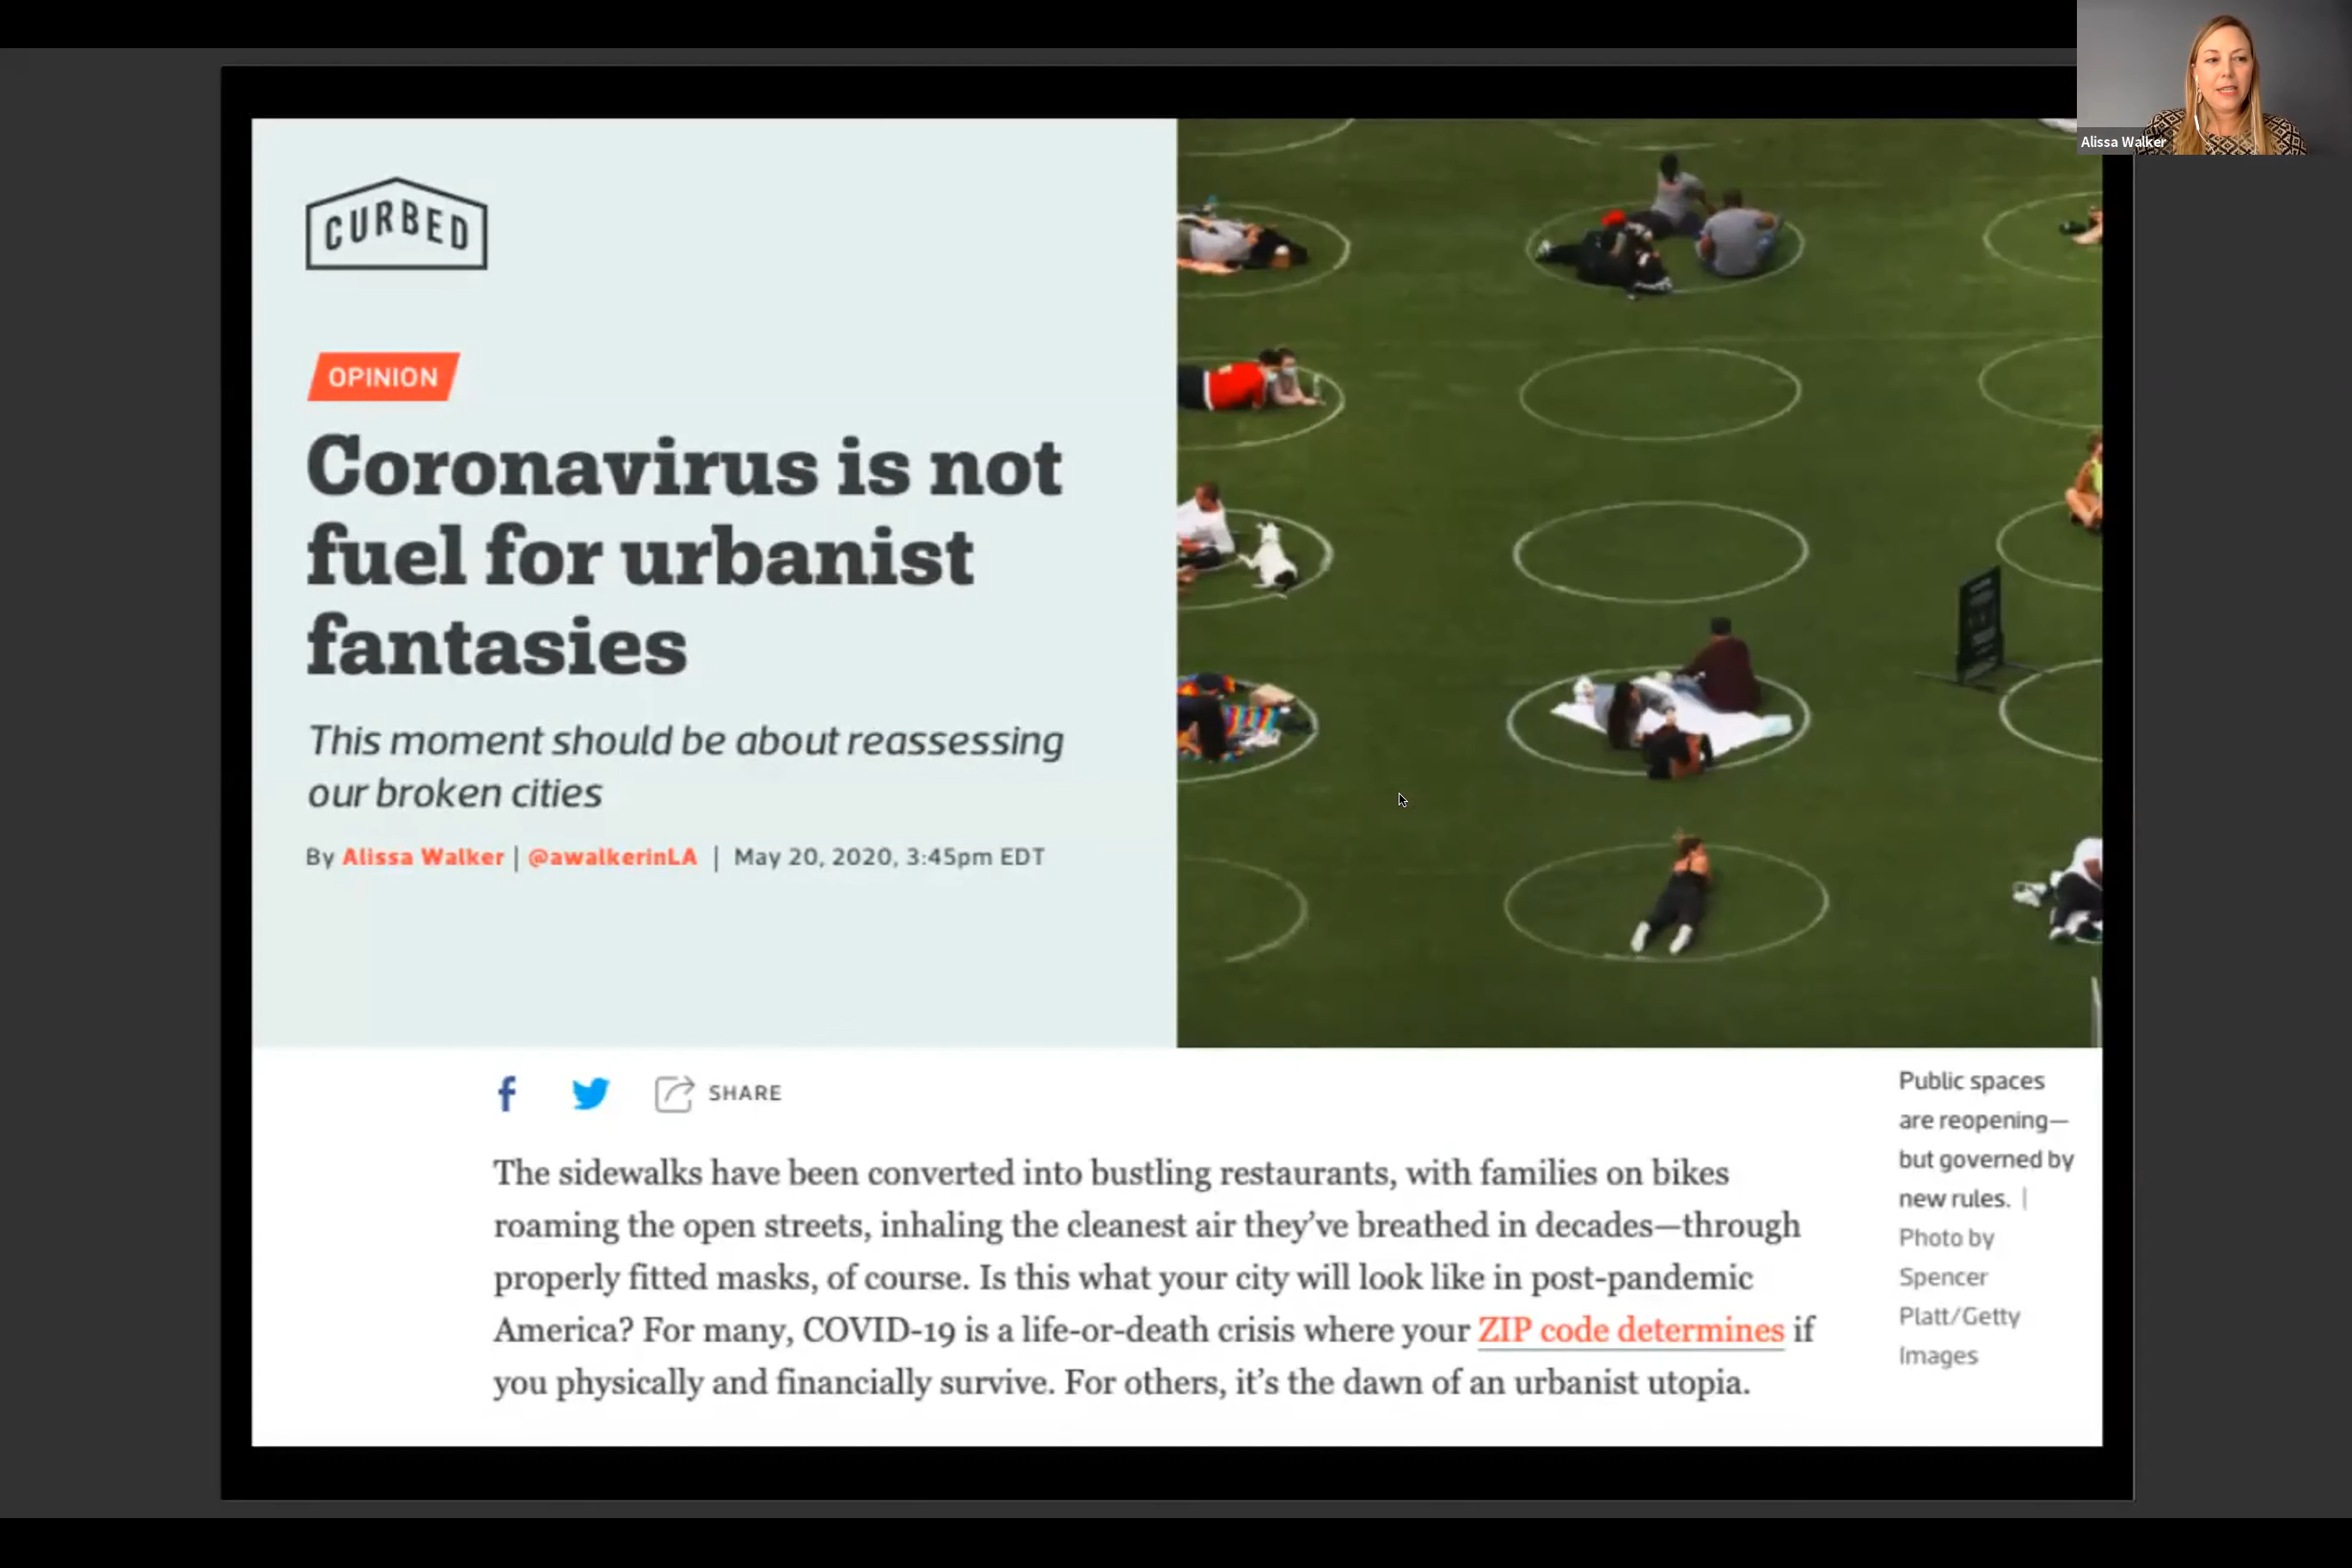 Alissa Walker
CURBED
OPINION
Coronavirus is not
fuel for urbanist
fantasies
This moment should be about reassessing
our broken cities
By Alissa Walker | @awalkerinLA | May 20, 2020, 3:45pm EDT
SHARE
The sidewalks have been converted into bustling restaurants, with families on bikes
roaming the open streets, inhaling the cleanest air they’ve breathed in decades—through
properly fitted masks, of course. Is this what your city will look like in post-pandemic
America? For many, COVID-19 is a life-or-death crisis where your ZIP code determines if
you physically and financially survive. For others, it’s the dawn of an urbanist utopia.
Public spaces
are reopening—
but governed by
new rules. |
Photo by
Spencer
Platt/Getty
Images